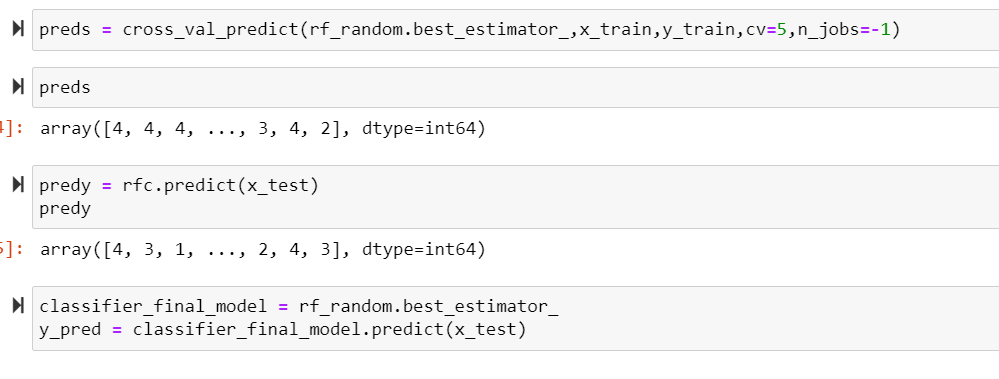 preds = cross_val_predict(rf_random.best_estimator_,x_train,y_train,cv=5,n_jobs=-1)
preds
4]: array([4, 4, 4, ..., 3, 4, 2], dtype=int64)
predy = rfc.predict(x_test)
predy
5]: array([4, 3, 1, ..., 2, 4, 3], dtype=int64)
classifier_final_model = rf_random.best_estimator_
y_pred = classifier_final_model.predict(x_test)